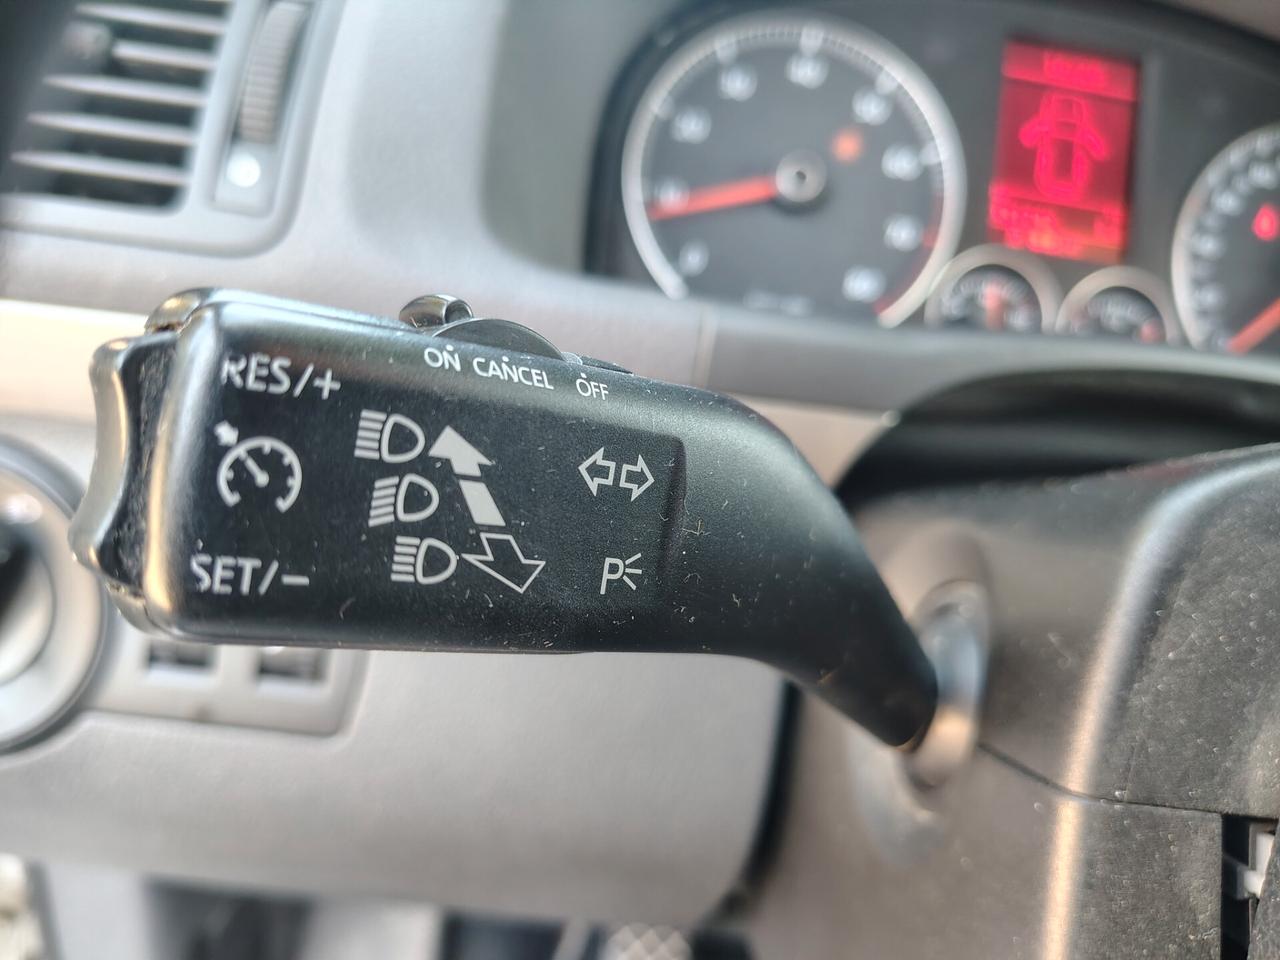 RES/+
ON CANCEL OFF
SET/-
P